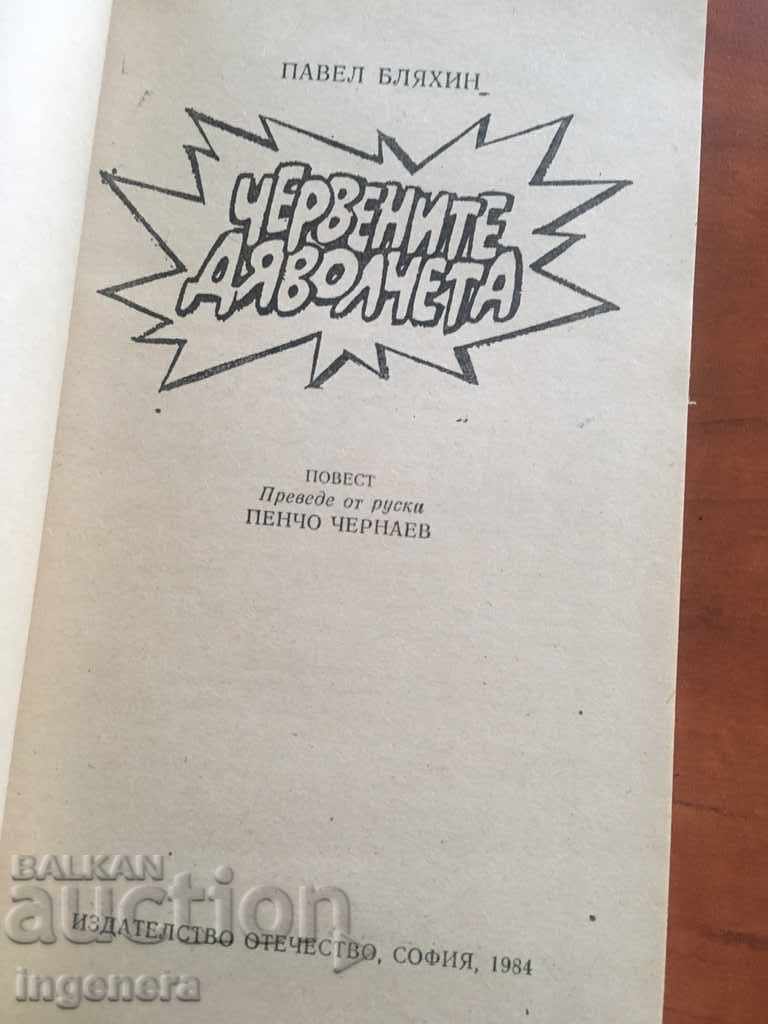 ПАВЕЛ БЛЯХИН
ЧЕРВЕНИТЕ
ДЯВОЛЧЕТА
ПОВЕСТ
Преведе от руски
ПЕНЧО ЧЕРНАЕВ
BALKAN
auction
ИЗДАТЕЛСТВО ОТЕЧЕСТВО, СОФИЯ, 1984
ingenera